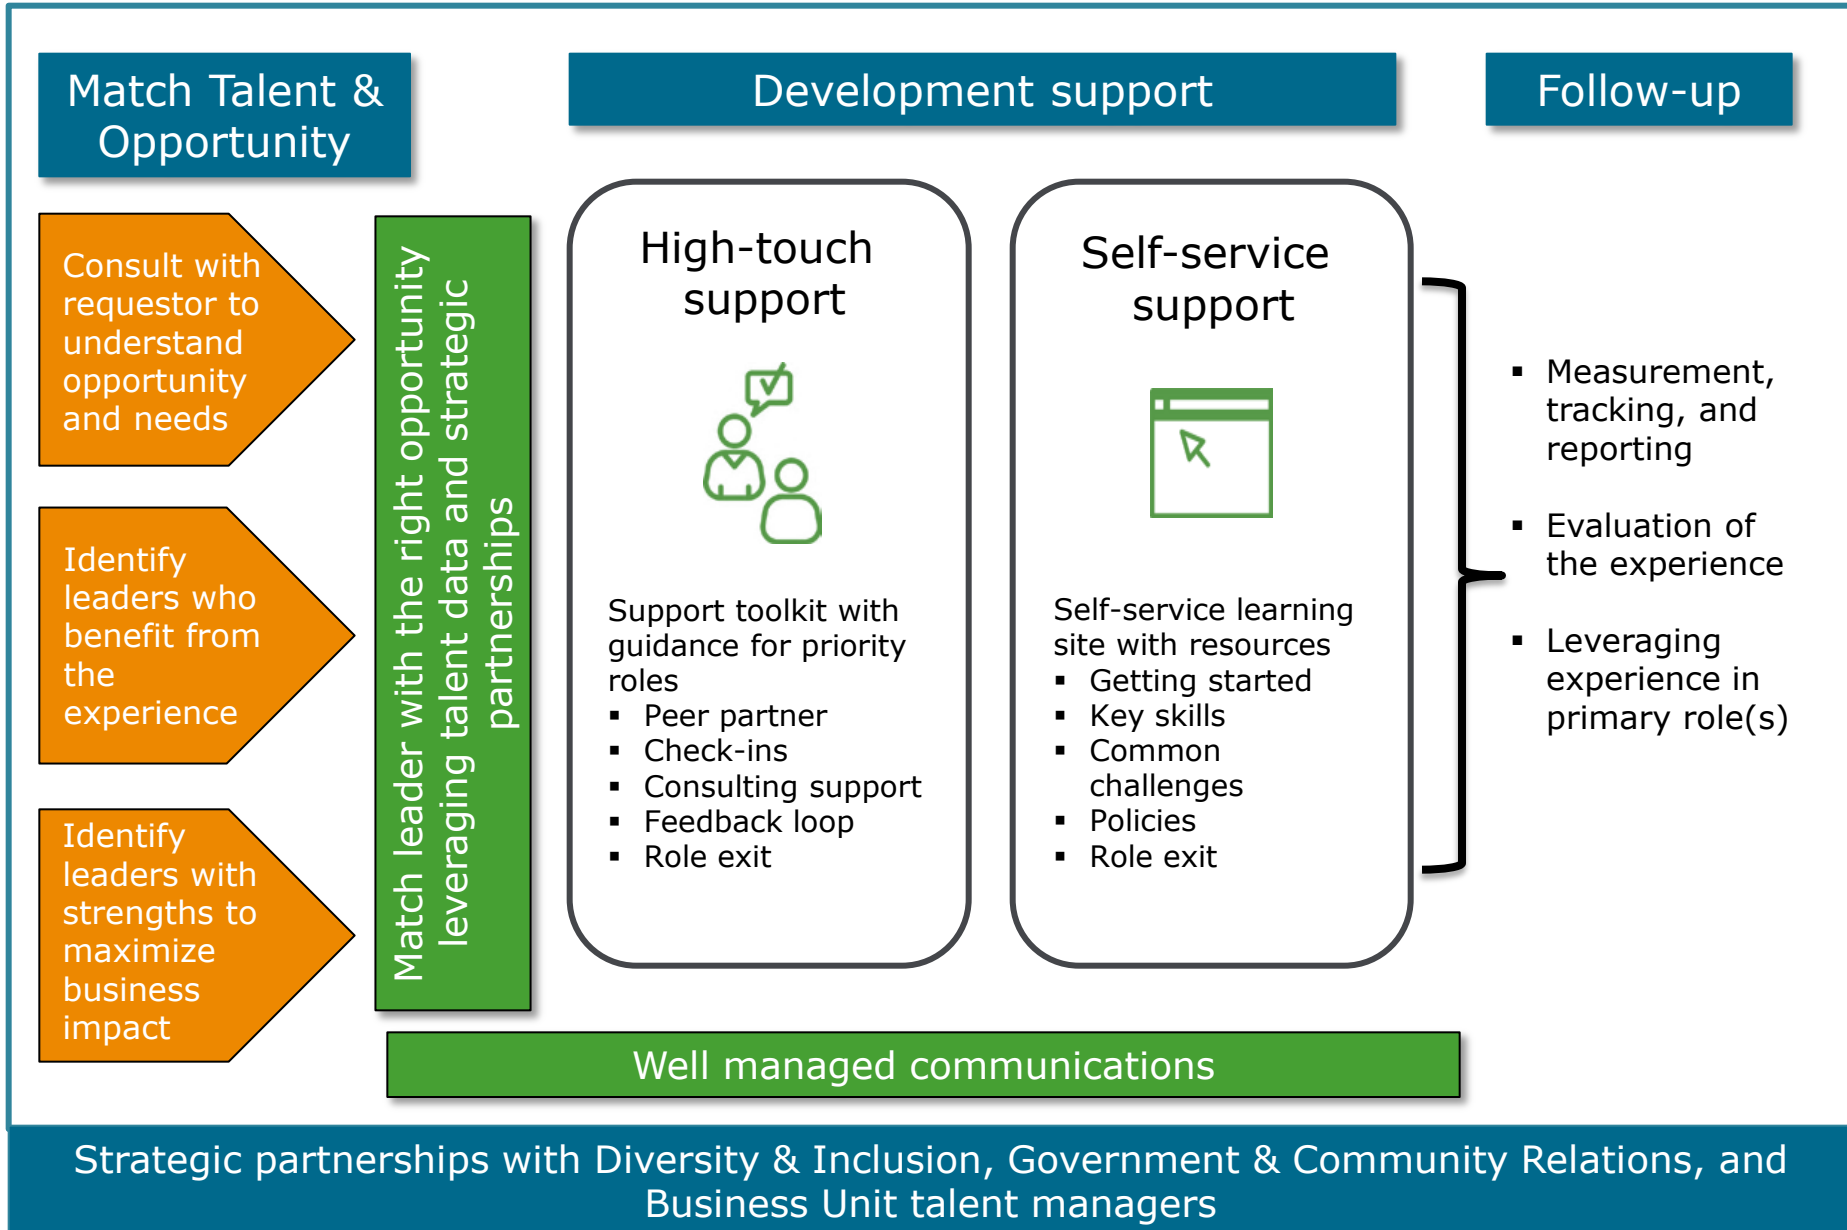 Match Talent &
Opportunity
Development support
Follow-up
Consult with
requestor to
understand
opportunity
and needs
Identify
leaders who
benefit from
the
experience
Identify
leaders with
strengths to
maximize
business
impact
Match leader with the right opportunity
leveraging talent data and strategic
partnerships
High-touch
support
Support toolkit with
guidance for priority
roles
▪ Peer partner
▪ Check-ins
▪ Consulting support
▪ Feedback loop
▪ Role exit
Self-service
support
Self-service learning
site with resources
▪ Getting started
▪ Key skills
▪ Common
challenges
▪ Policies
▪ Role exit
▪ Measurement,
tracking, and
reporting
▪ Evaluation of
the experience
▪ Leveraging
experience in
primary role(s)
Well managed communications
Strategic partnerships with Diversity & Inclusion, Government & Community Relations, and
Business Unit talent managers